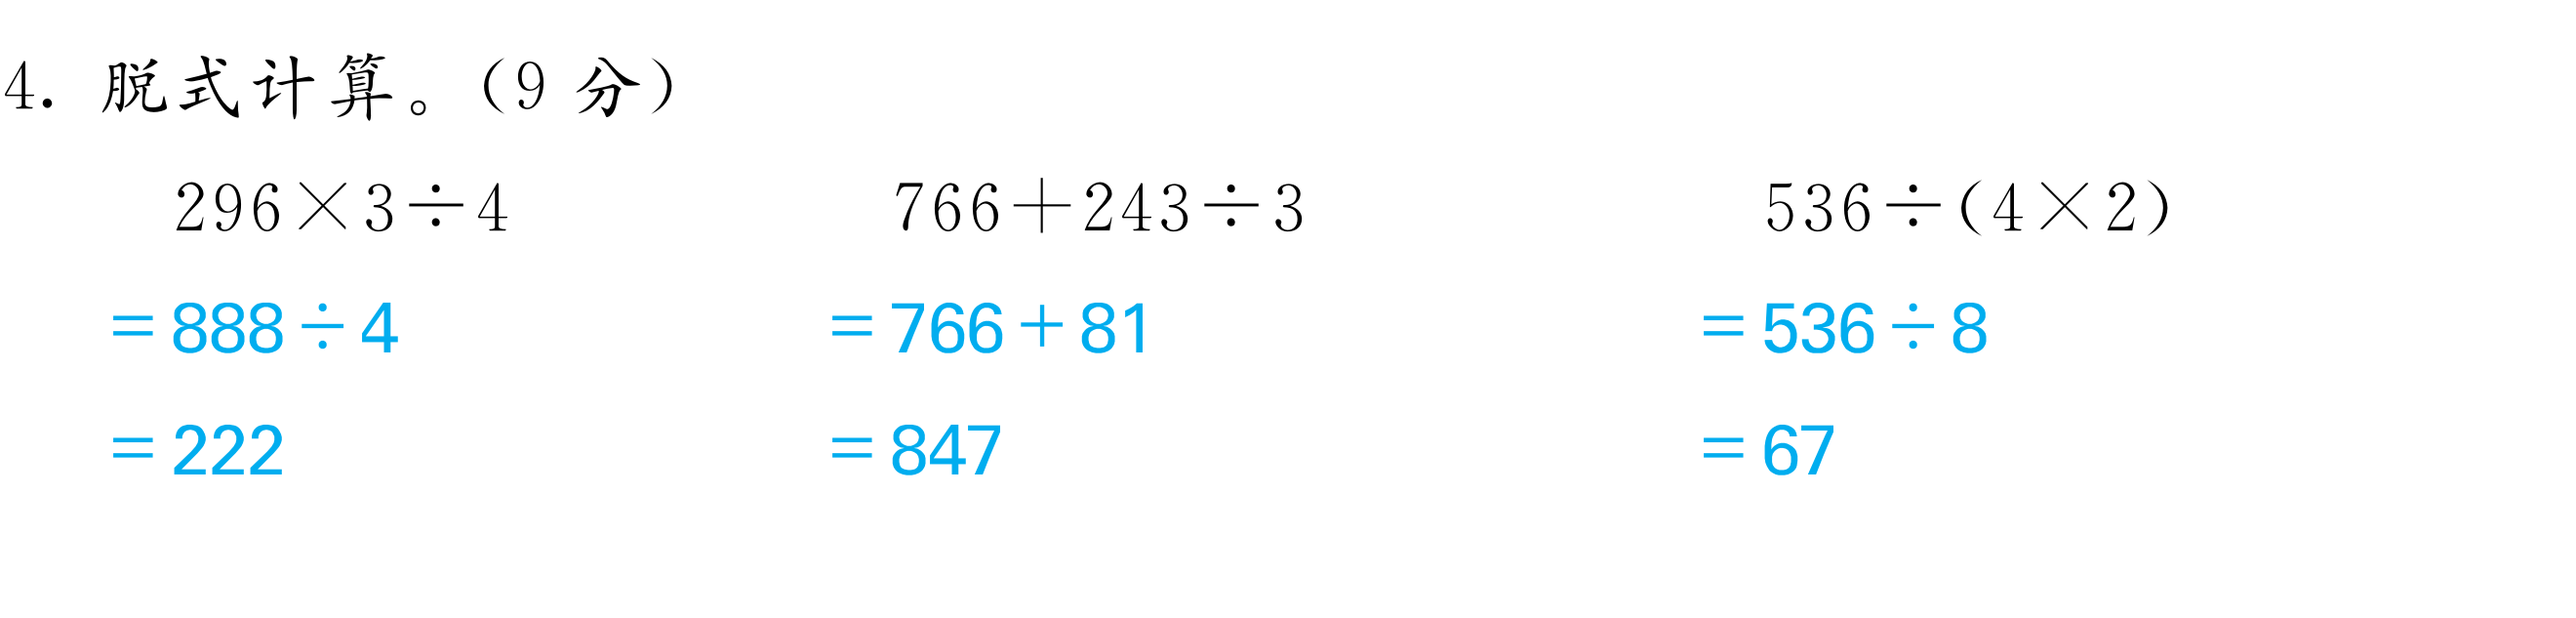 4. 脱式计算。(9 分)
296×3÷4 766+243÷3 536÷(4×2)
=888÷4 =766+81 =536÷8
=222 =847 =67